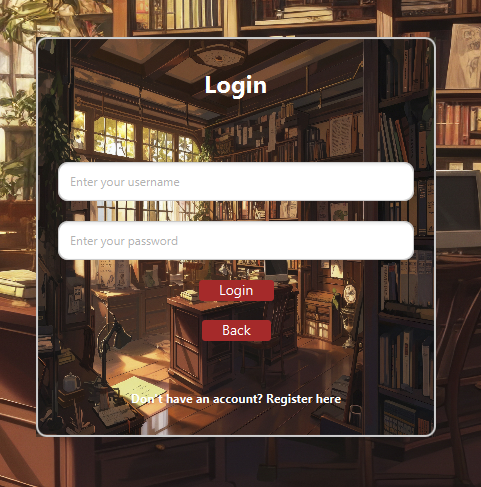 Login
Enter your username
Enter your password
Login
Back
Don't have an account? Register here